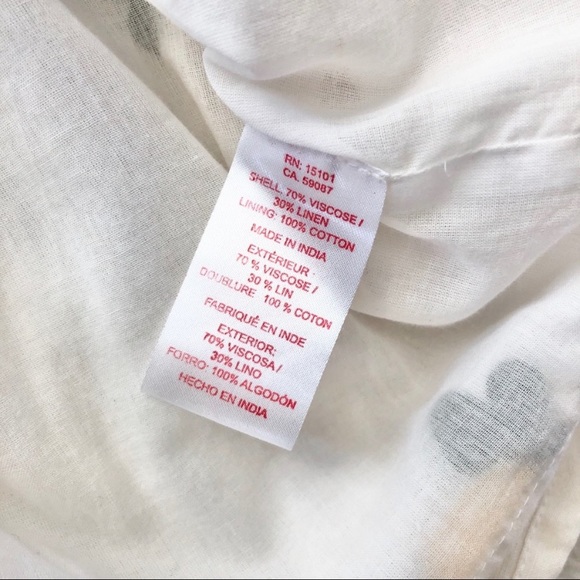 RN: 15101
CA. 59087
SHELL: 70% VISCOSE /
30% LINEN
LINING: 100% COTTON
MADE IN INDIA
EXTÉRIEUR :
70 % VISCOSE /
30 % LIN
DOUBLURE 100 % COTON
FABRIQUÉ EN INDE
EXTERIOR:
70% VISCOSA /
30% LINO
FORRO: 100% ALGODÓN
HECHO EN INDIA